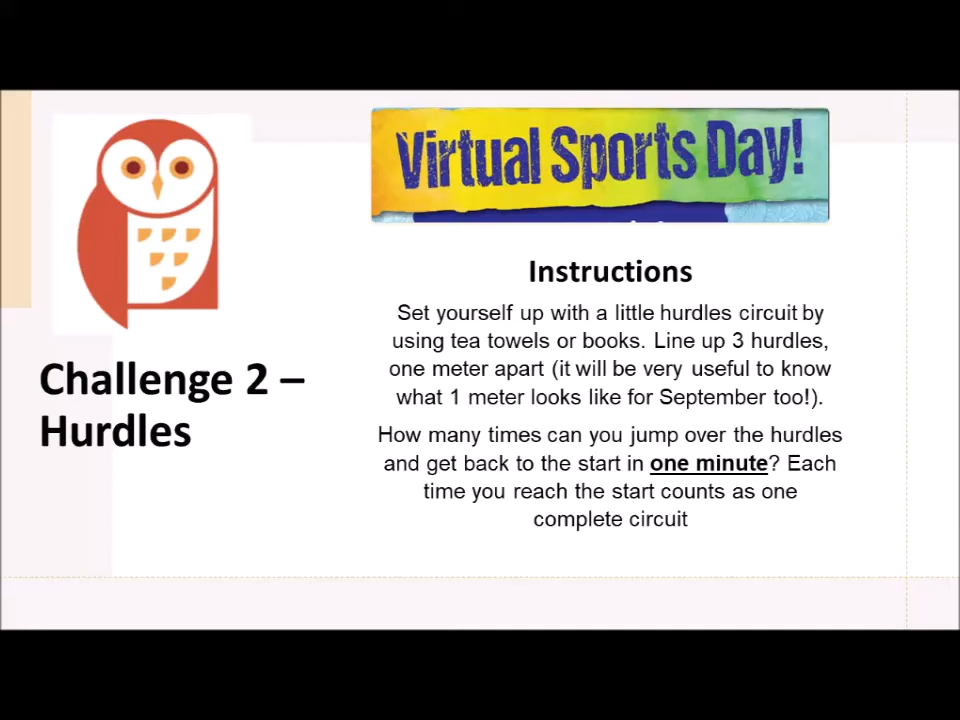 Virtual Sports Day!
Challenge 2 –
Hurdles
Instructions
Set yourself up with a little hurdles circuit by
using tea towels or books. Line up 3 hurdles,
one meter apart (it will be very useful to know
what 1 meter looks like for September too!).
How many times can you jump over the hurdles
and get back to the start in one minute? Each
time you reach the start counts as one
complete circuit